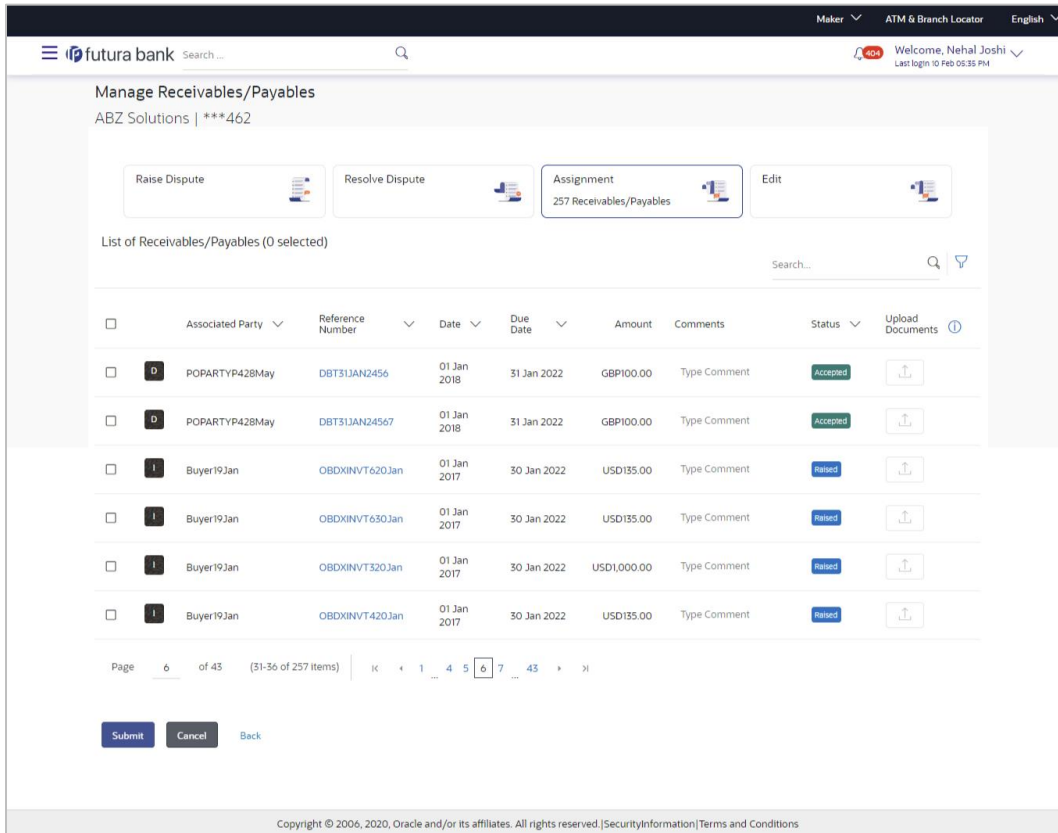 Maker ATM & Branch Locator English
futura bank Search ... 404 Welcome, Nehal Joshi
Last login 10 Feb 05:35 PM
Manage Receivables/Payables
ABZ Solutions | ***462
Raise Dispute Resolve Dispute Assignment Edit
257 Receivables/Payables
List of Receivables/Payables (0 selected)
Search...
Associated Party Reference Number Date Due Date Amount Comments Status Upload Documents
D POPARTYP428May DBT31JAN2456 01 Jan 2018 31 Jan 2022 GBP100.00 Type Comment Accepted
D POPARTYP428May DBT31JAN24567 01 Jan 2018 31 Jan 2022 GBP100.00 Type Comment Accepted
I Buyer19Jan OBDXINVT620Jan 01 Jan 2017 30 Jan 2022 USD135.00 Type Comment Raised
I Buyer19Jan OBDXINVT630Jan 01 Jan 2017 30 Jan 2022 USD135.00 Type Comment Raised
I Buyer19Jan OBDXINVT320Jan 01 Jan 2017 30 Jan 2022 USD1,000.00 Type Comment Raised
I Buyer19Jan OBDXINVT420Jan 01 Jan 2017 30 Jan 2022 USD135.00 Type Comment Raised
Page 6 of 43 (31-36 of 257 items) 1 ... 4 5 6 7 ... 43
Submit Cancel Back
Copyright © 2006, 2020, Oracle and/or its affiliates. All rights reserved.|SecurityInformation|Terms and Conditions